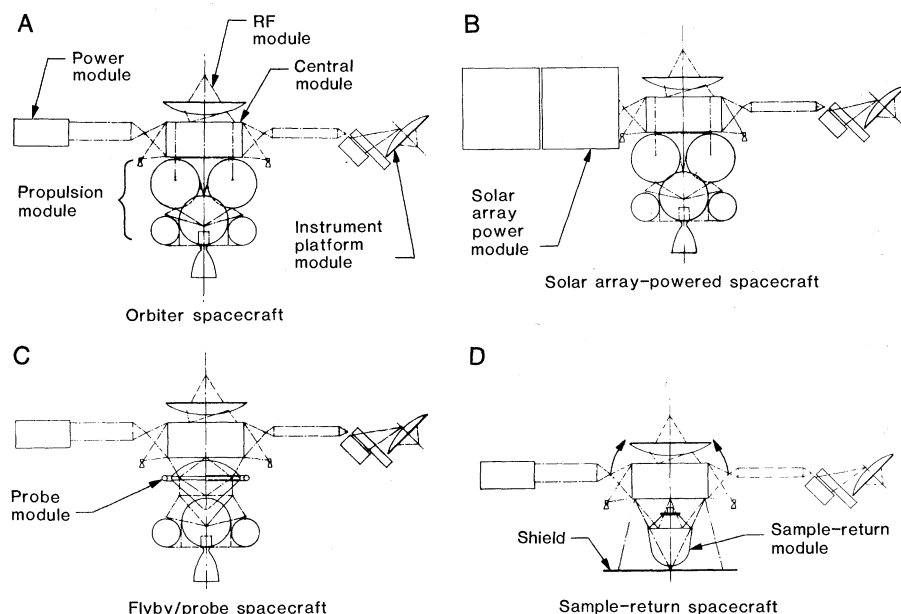 A
RF
module
Power
module
Central
module
Propulsion
module
Instrument
platform
module
Orbiter spacecraft
B
Solar
array
power
module
Solar array-powered spacecraft
C
Probe
module
Flyby/probe spacecraft
D
Shield
Sample-return
module
Sample-return spacecraft